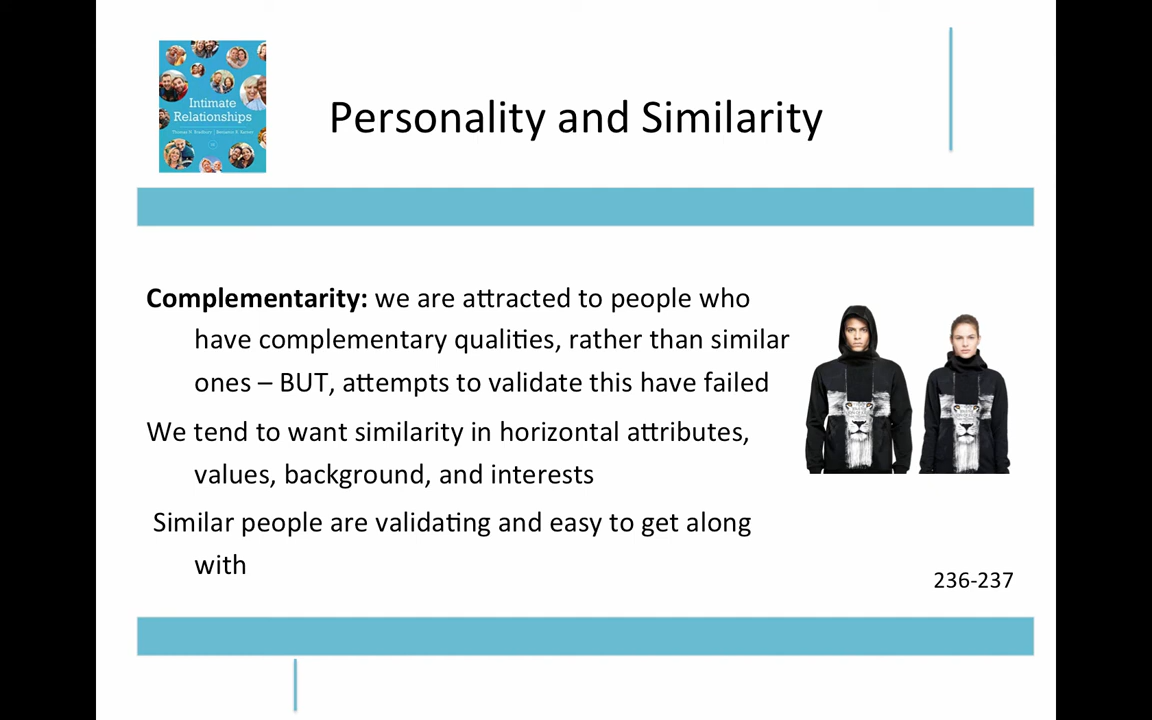 Intimate
Relationships
Personality and Similarity
Complementarity: we are attracted to people who
have complementary qualities, rather than similar
ones – BUT, attempts to validate this have failed
We tend to want similarity in horizontal attributes,
values, background, and interests
Similar people are validating and easy to get along
with
236-237